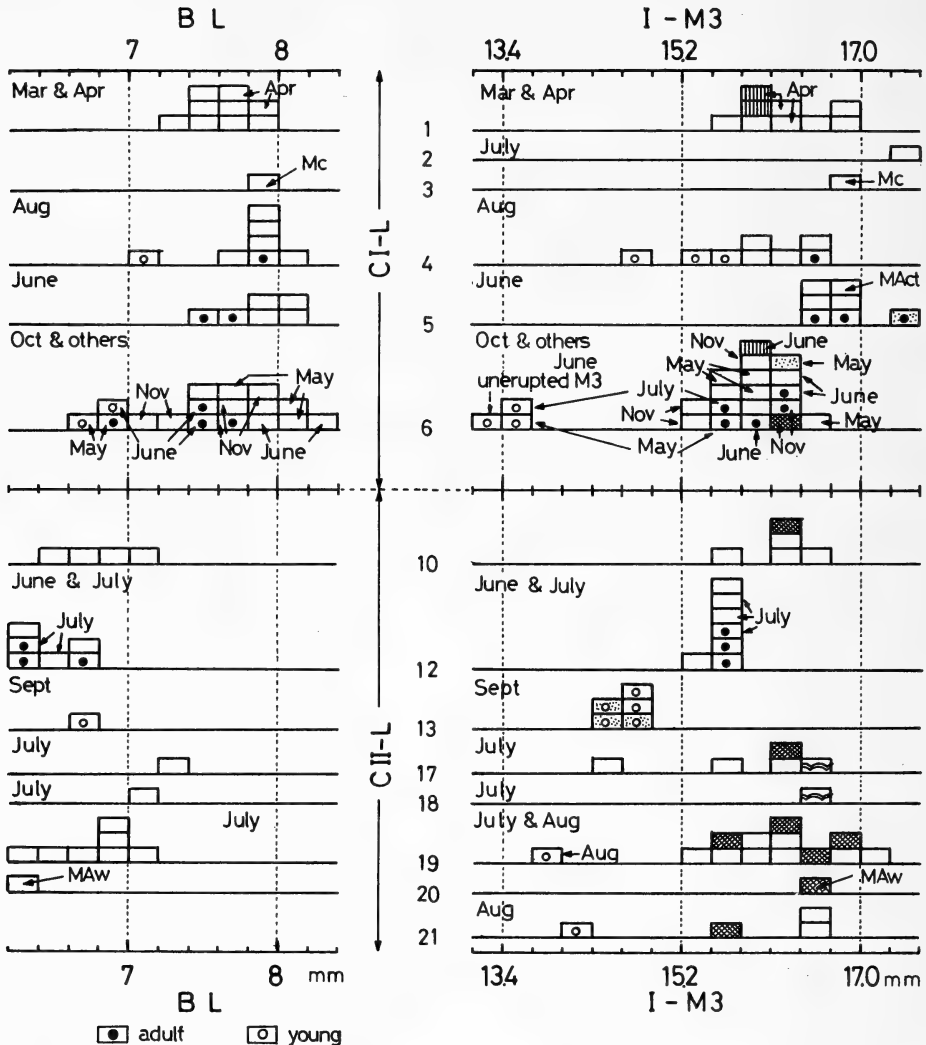 B L
I - M3
7 8
13.4 15.2 17.0
Mar & Apr
Apr
1
Mar & Apr
Apr
2
July
Mc
3
Mc
Aug
4
Aug
CI-L
June
5
June
MAct
Oct & others
Nov
May
May
June
Nov
June
6
Oct & others
June
unerupted M3
Nov
June
May
May
July
June
Nov
May
June
Nov
May
10
June & July
July
12
June & July
July
Sept
13
Sept
CII-L
July
17
July
July
18
July
July
19
July & Aug
Aug
MAw
20
MAw
21
Aug
7 8 mm
13.4 15.2 17.0 mm
B L
I - M3
adult young